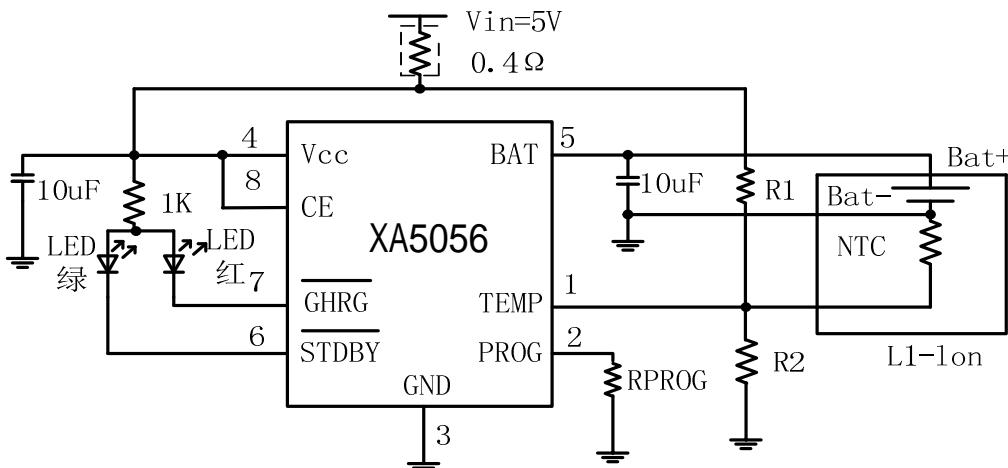 Vin=5V
0.4Ω
4
Vcc
BAT
5
Bat+
10uF
8
CE
10uF
R1
Bat-
1K
XA5056
NTC
LED
绿
LED
红
7
GHRG
TEMP
1
6
STDBY
PROG
2
RPROG
R2
L1-lon
GND
3